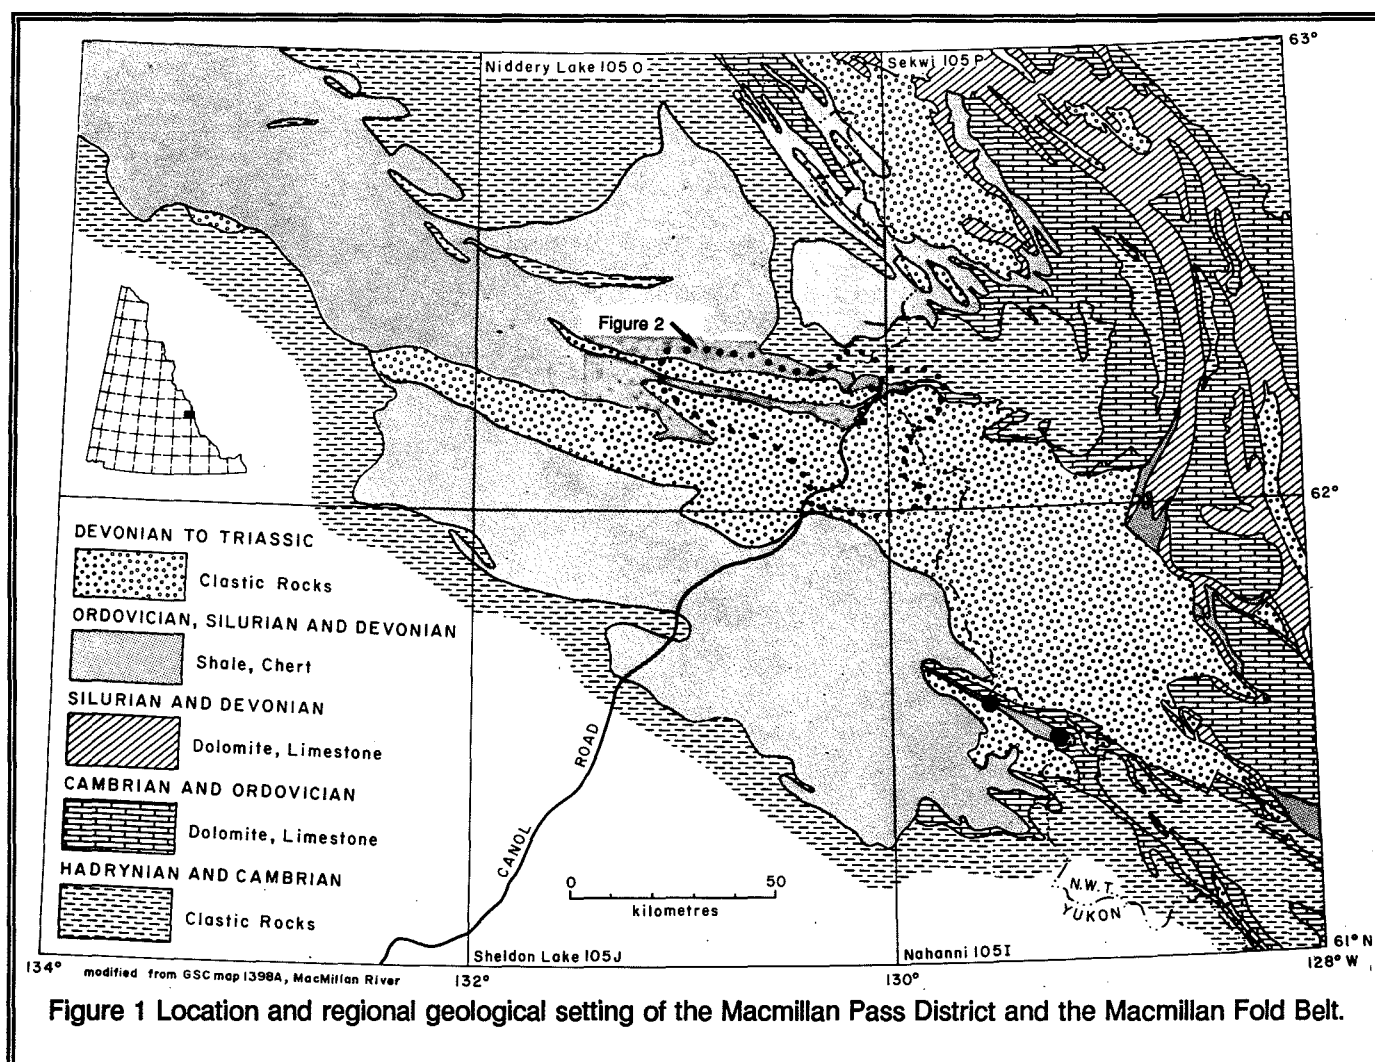 Niddery Lake 105 O
Sekwi 105 P
63°
Figure 2
62°
DEVONIAN TO TRIASSIC
Clastic Rocks
ORDOVICIAN, SILURIAN AND DEVONIAN
Shale, Chert
SILURIAN AND DEVONIAN
Dolomite, Limestone
CAMBRIAN AND ORDOVICIAN
Dolomite, Limestone
HADRYNIAN AND CAMBRIAN
Clastic Rocks
CANOL ROAD
0 50
kilometres
N.W.T.
YUKON
Sheldon Lake 105J
Nahanni 105I
61° N
134°
modified from GSC map 1398A, MacMillan River
132°
130°
128° W
Figure 1 Location and regional geological setting of the Macmillan Pass District and the Macmillan Fold Belt.